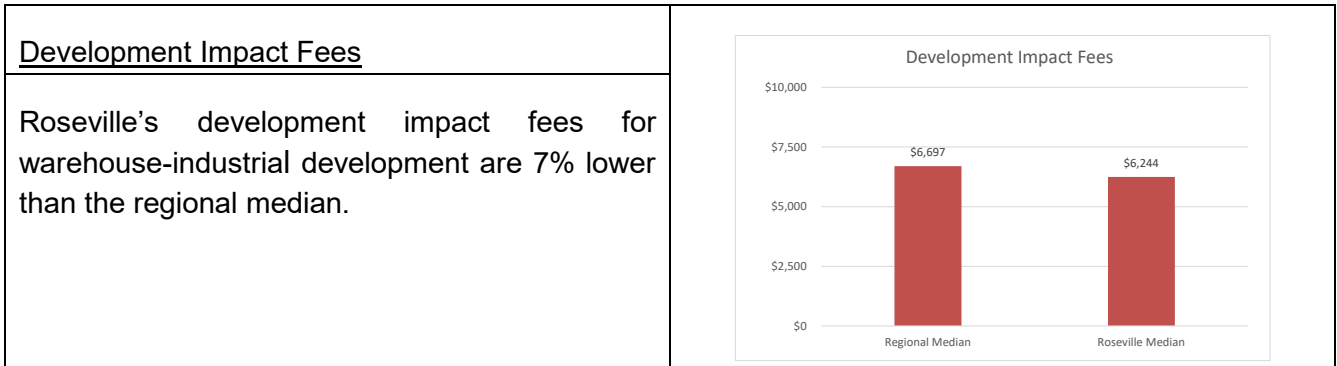 Development Impact Fees
Roseville’s development impact fees for
warehouse-industrial development are 7% lower
than the regional median.
Development Impact Fees
$10,000
$7,500
$5,000
$2,500
$0
$6,697
$6,244
Regional Median
Roseville Median